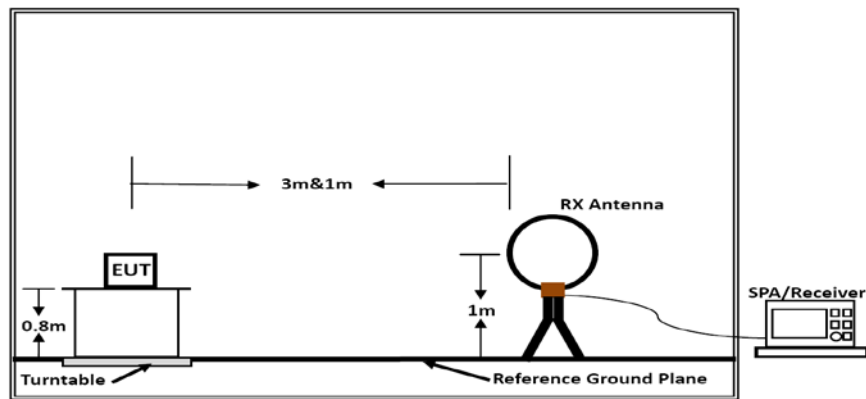 3m&1m
RX Antenna
EUT
SPA/Receiver
0.8m
1m
Turntable
Reference Ground Plane